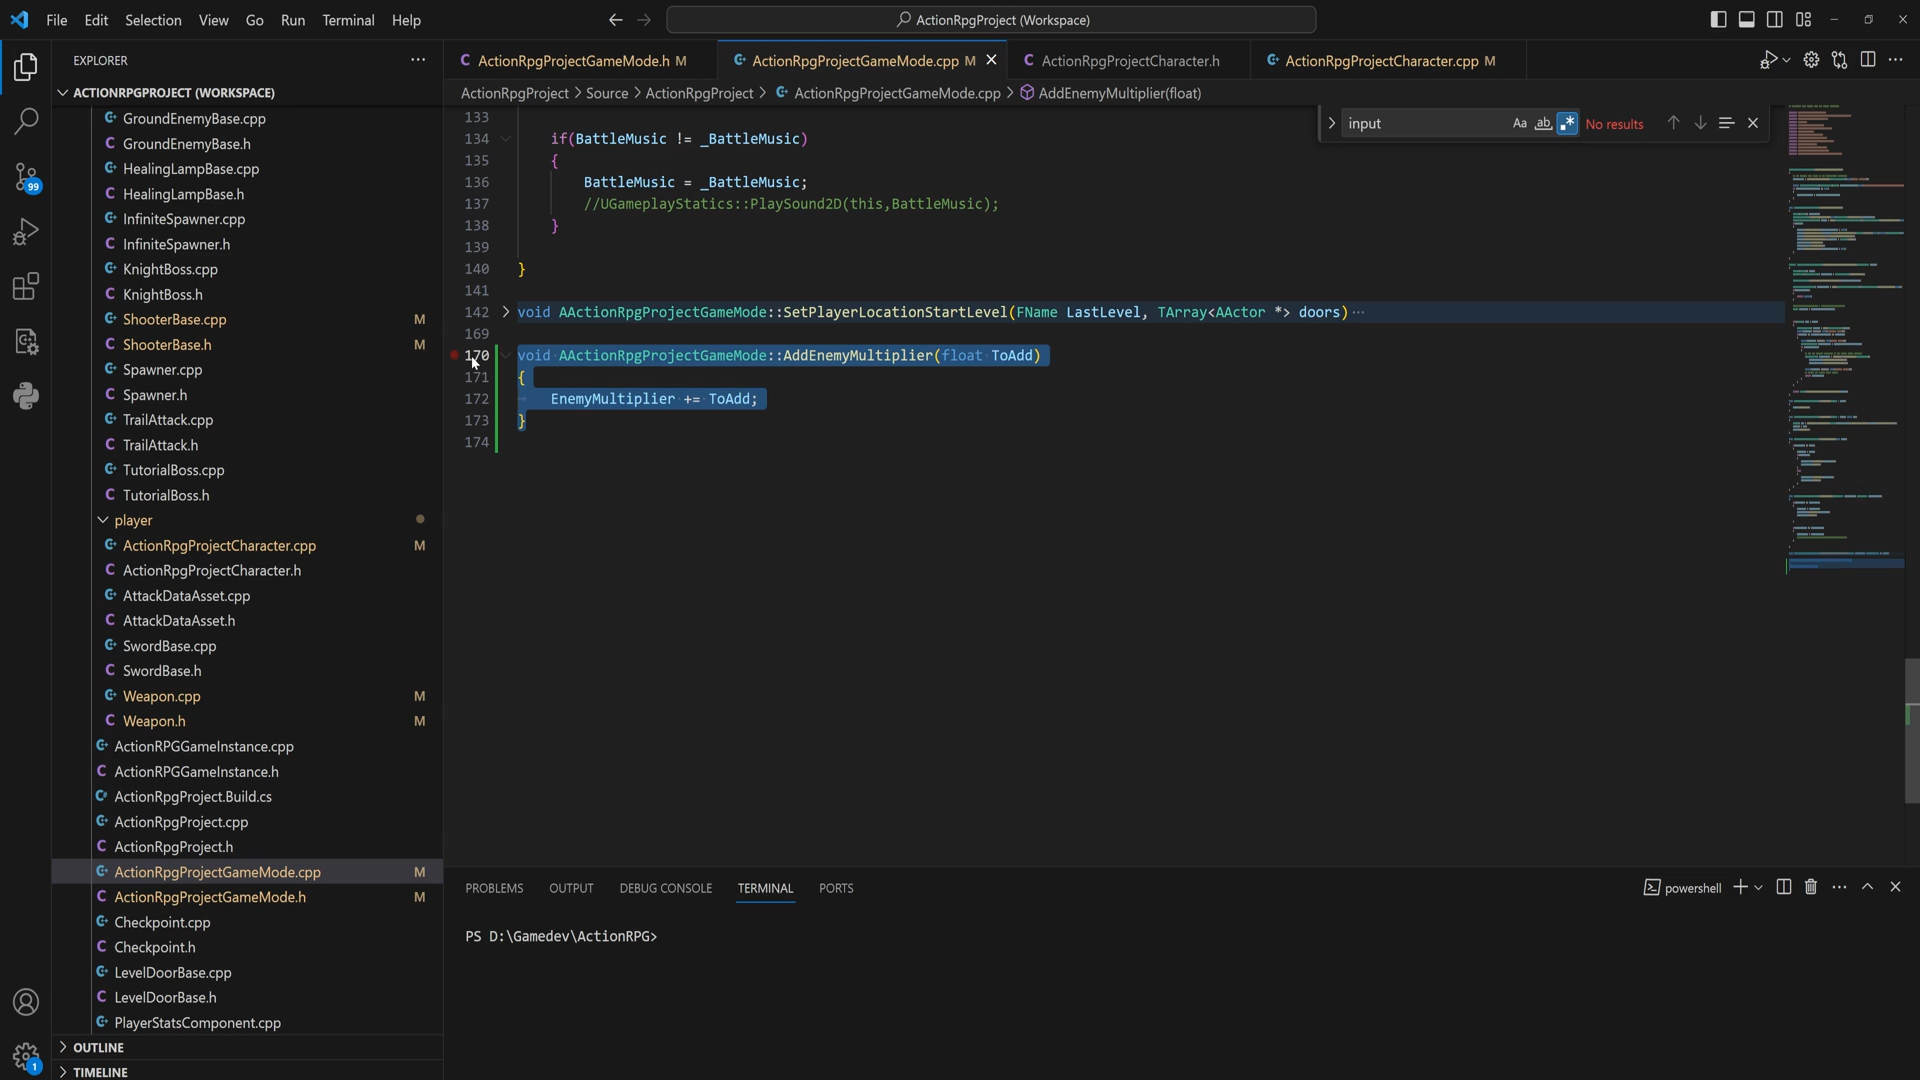 File Edit Selection View Go Run Terminal Help
ActionRpgProject (Workspace)
EXPLORER
ACTIONRPGPROJECT (WORKSPACE)
GroundEnemyBase.cpp
GroundEnemyBase.h
HealingLampBase.cpp
HealingLampBase.h
InfiniteSpawner.cpp
InfiniteSpawner.h
KnightBoss.cpp
KnightBoss.h
ShooterBase.cpp M
ShooterBase.h M
Spawner.cpp
Spawner.h
TrailAttack.cpp
TrailAttack.h
TutorialBoss.cpp
TutorialBoss.h
player
ActionRpgProjectCharacter.cpp M
ActionRpgProjectCharacter.h
AttackDataAsset.cpp
AttackDataAsset.h
SwordBase.cpp
SwordBase.h
Weapon.cpp M
Weapon.h M
ActionRPGGameInstance.cpp
ActionRPGGameInstance.h
ActionRpgProject.Build.cs
ActionRpgProject.cpp
ActionRpgProject.h
ActionRpgProjectGameMode.cpp M
ActionRpgProjectGameMode.h M
Checkpoint.cpp
Checkpoint.h
LevelDoorBase.cpp
LevelDoorBase.h
PlayerStatsComponent.cpp
OUTLINE
TIMELINE
99
1
ActionRpgProjectGameMode.h M
ActionRpgProjectGameMode.cpp M
ActionRpgProjectCharacter.h
ActionRpgProjectCharacter.cpp M
ActionRpgProject > Source > ActionRpgProject > ActionRpgProjectGameMode.cpp > AddEnemyMultiplier(float)
input Aa ab .* No results
133
134 if(BattleMusic != _BattleMusic)
135 {
136 BattleMusic = _BattleMusic;
137 //UGameplayStatics::PlaySound2D(this,BattleMusic);
138 }
139
140 }
141
142 void AActionRpgProjectGameMode::SetPlayerLocationStartLevel(FName LastLevel, TArray<AActor *> doors)⋯
169
170 void AActionRpgProjectGameMode::AddEnemyMultiplier(float ToAdd)
171 {
172 EnemyMultiplier += ToAdd;
173 }
174
PROBLEMS OUTPUT DEBUG CONSOLE TERMINAL PORTS
powershell
PS D:\Gamedev\ActionRPG>